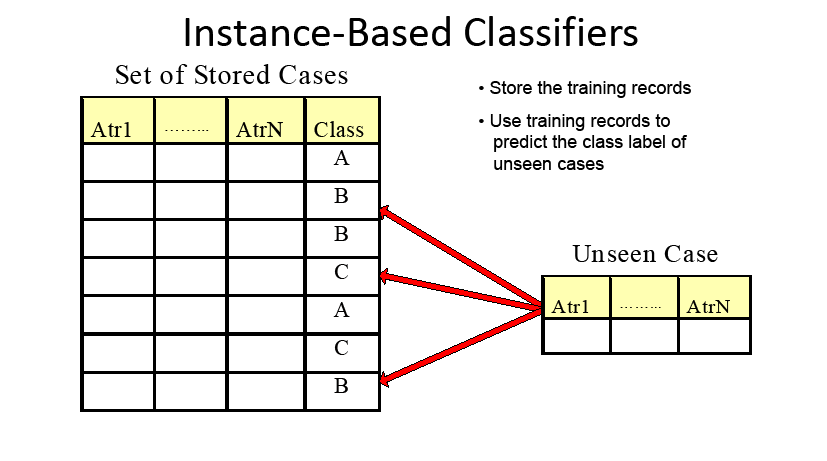 Instance-Based Classifiers
Set of Stored Cases
Atr1 ……... AtrN Class
A
B
B
C
A
C
B
• Store the training records
• Use training records to
predict the class label of
unseen cases
Unseen Case
Atr1 ……... AtrN